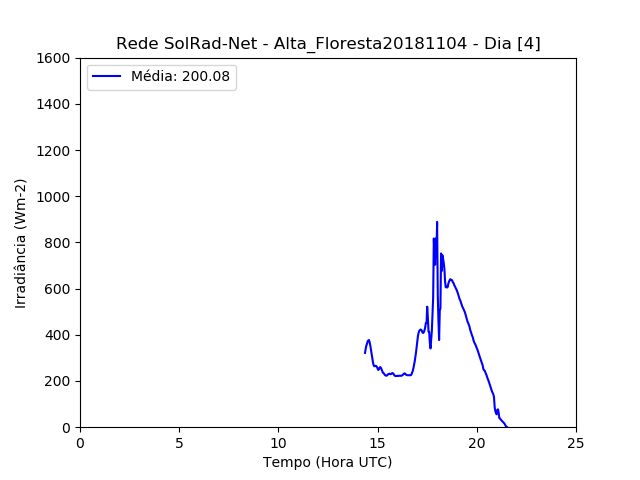 Rede SolRad-Net - Alta_Floresta20181104 - Dia [4]
Média: 200.08
1600
1400
1200
1000
800
600
400
200
0
Irradiância (Wm-2)
0 5 10 15 20 25
Tempo (Hora UTC)